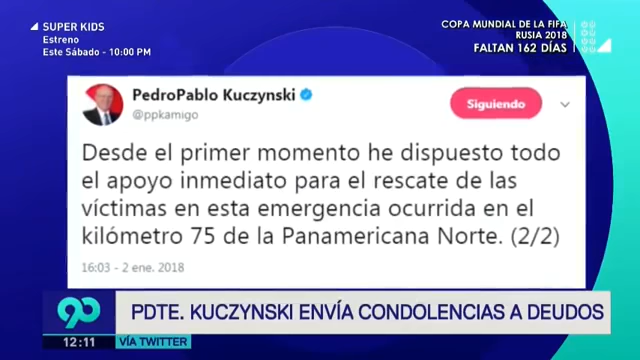 SUPER KIDS
Estreno
Este Sábado - 10:00 PM
COPA MUNDIAL DE LA FIFA
RUSIA 2018
FALTAN 162 DÍAS
PedroPablo Kuczynski
@ppkamigo
Siguiendo
Desde el primer momento he dispuesto todo
el apoyo inmediato para el rescate de las
víctimas en esta emergencia ocurrida en el
kilómetro 75 de la Panamericana Norte. (2/2)
16:03 - 2 ene. 2018
90
PDTE. KUCZYNSKI ENVÍA CONDOLENCIAS A DEUDOS
12:11
VÍA TWITTER